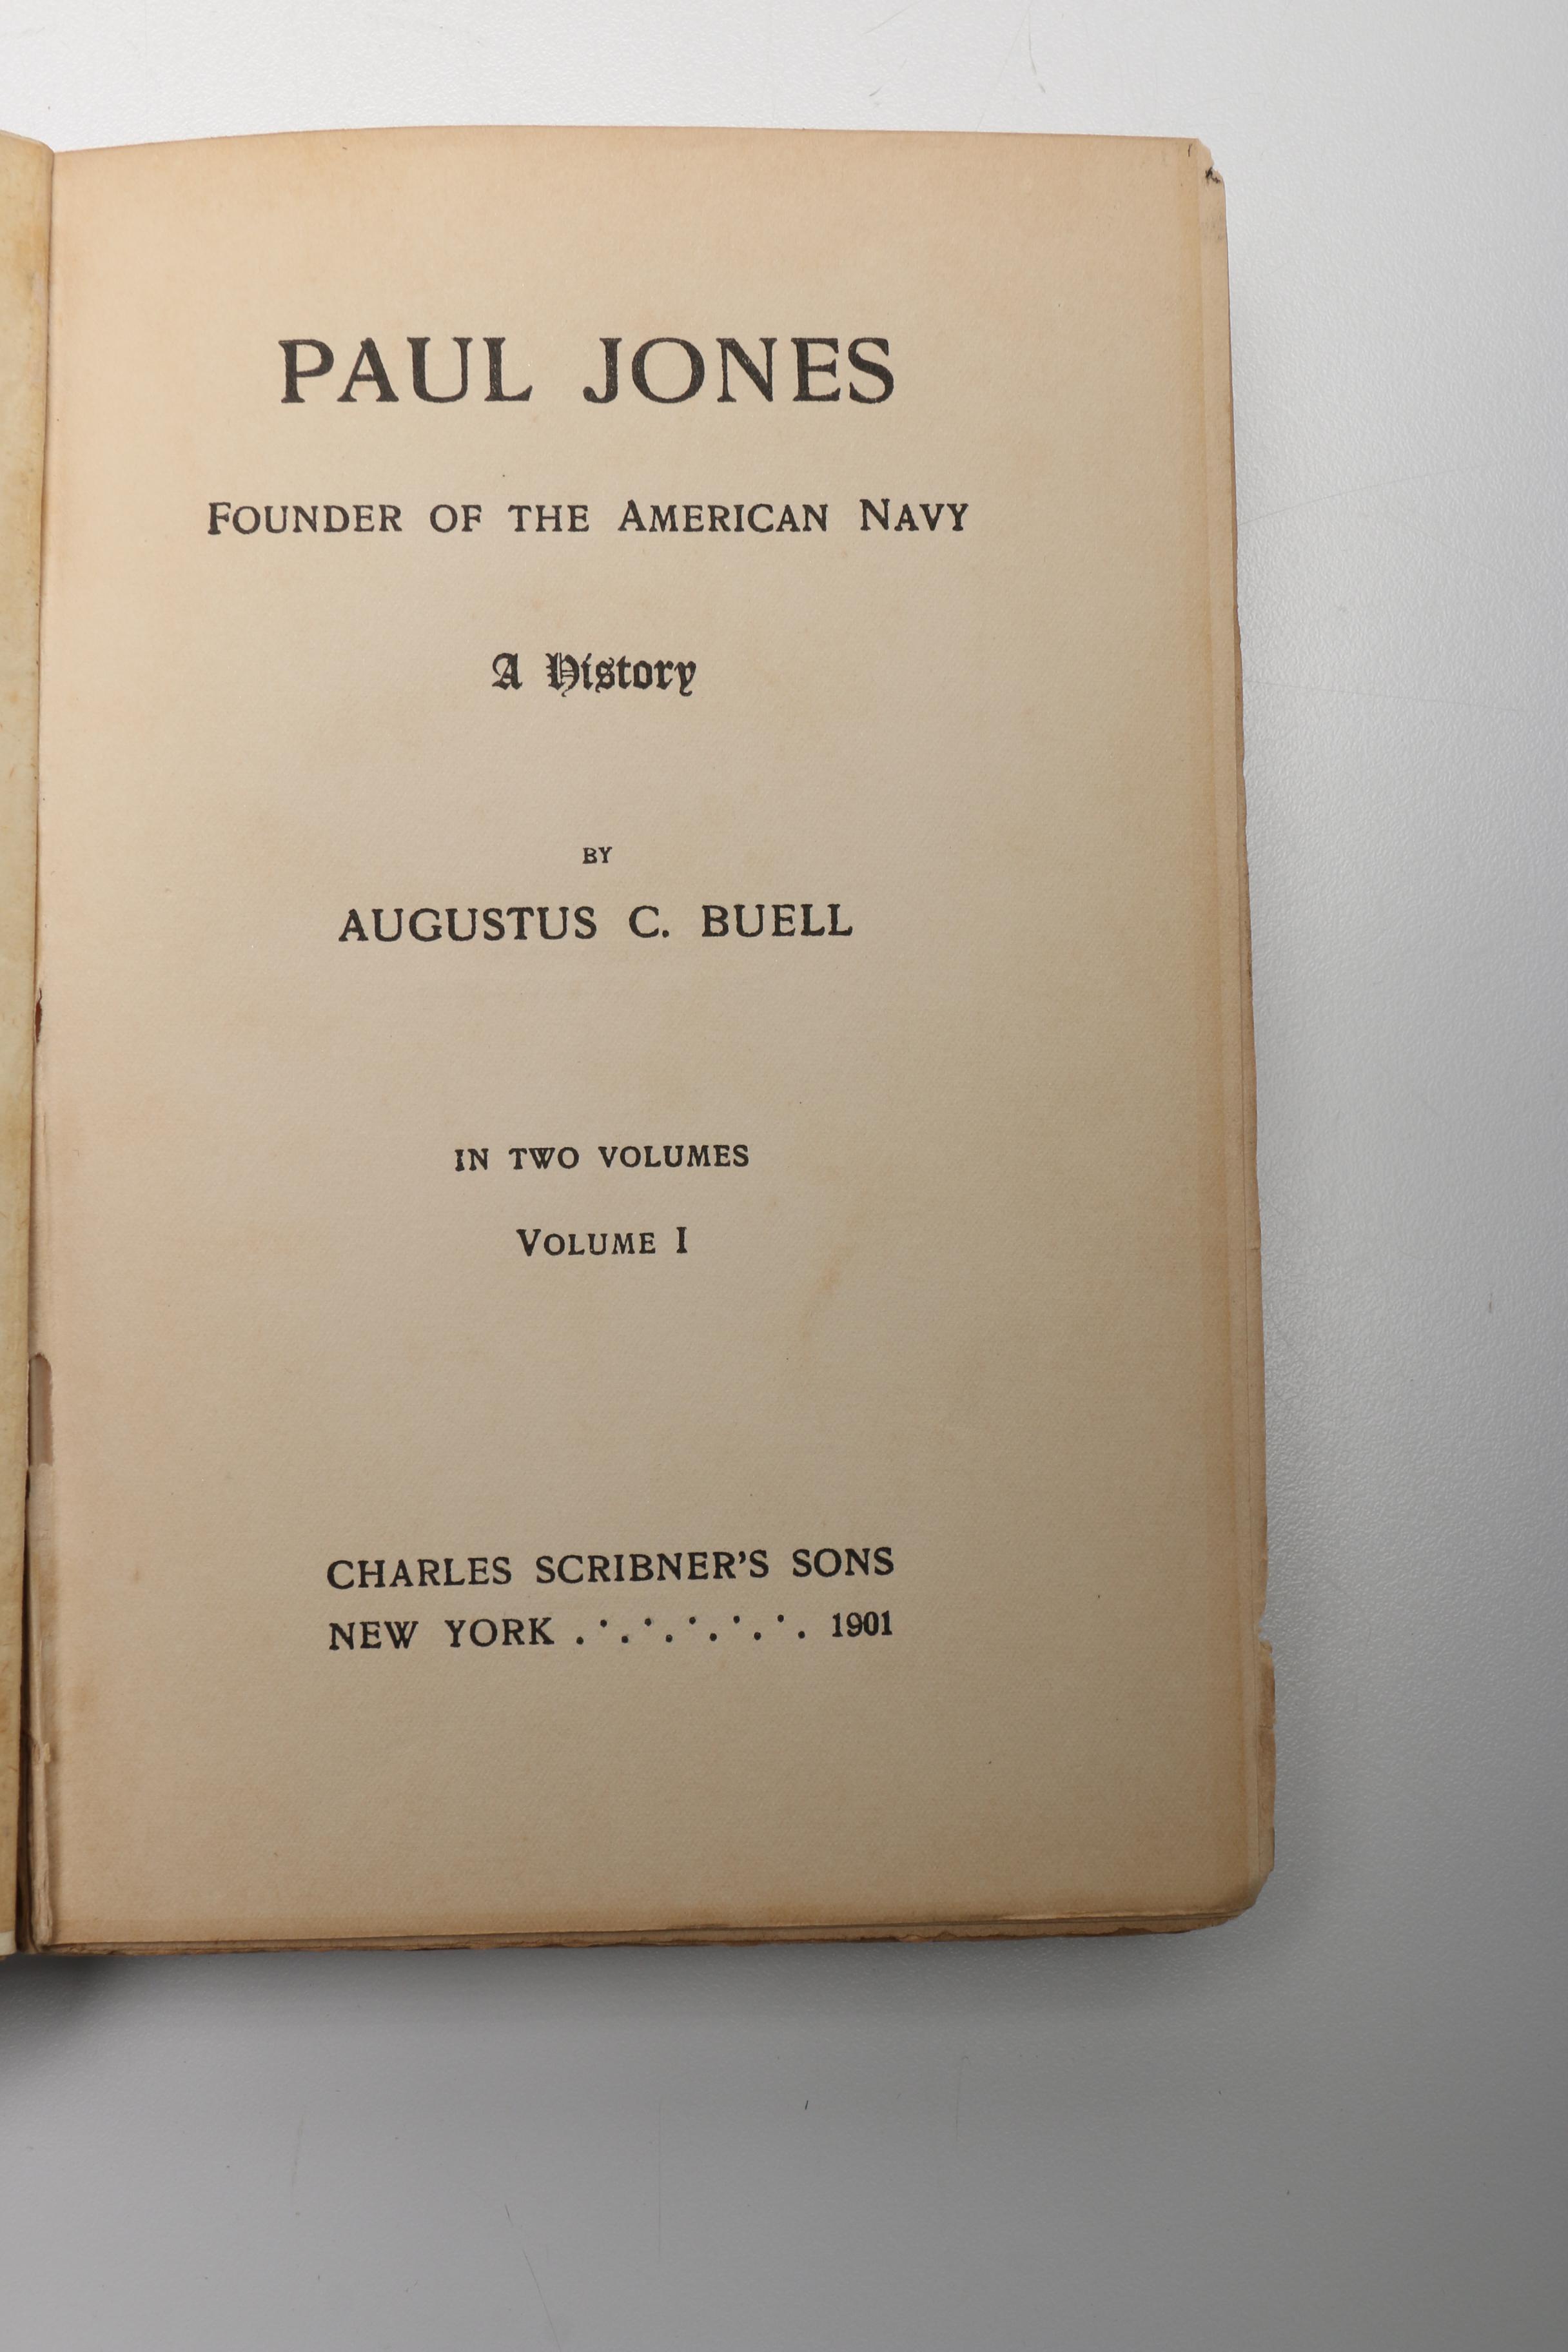 PAUL JONES
FOUNDER OF THE AMERICAN NAVY
A History
BY
AUGUSTUS C. BUELL
IN TWO VOLUMES
VOLUME I
CHARLES SCRIBNER'S SONS
NEW YORK . · . · . · . · . · . 1901